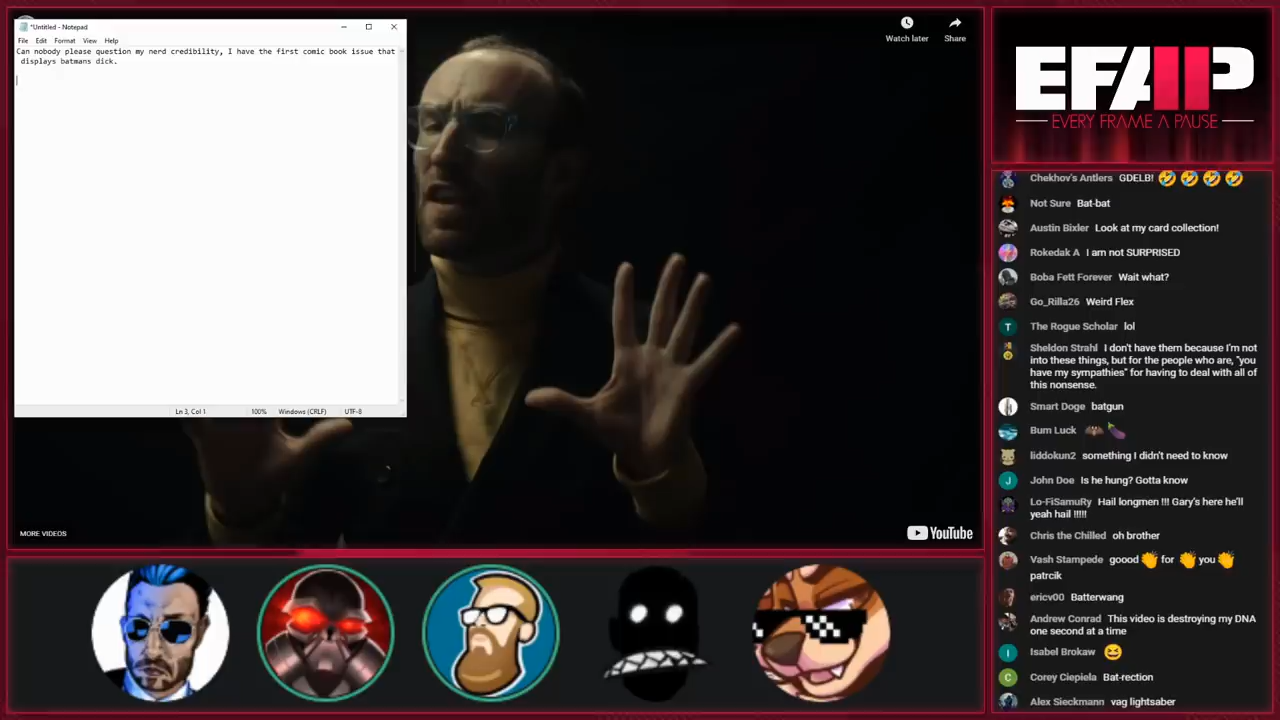 *Untitled - Notepad
File Edit Format View Help
Can nobody please question my nerd credibility, I have the first comic book issue that
displays batmans dick.
Ln 3, Col 1 100% Windows (CRLF) UTF-8
Watch later Share
MORE VIDEOS
YouTube
EFAP
EVERY FRAME A PAUSE
Chekhov's Antlers GDELB! 🤣 🤣 🤣 🤣
Not Sure Bat-bat
Austin Bixler Look at my card collection!
Rokedak A I am not SURPRISED
Boba Fett Forever Wait what?
Go_Rilla26 Weird Flex
T The Rogue Scholar lol
Sheldon Strahl I don't have them because I'm not
into these things, but for the people who are, "you
have my sympathies" for having to deal with all of
this nonsense.
Smart Doge batgun
Bum Luck 🦇🍆
liddokun2 something I didn't need to know
J John Doe Is he hung? Gotta know
Lo-FiSamuRy Hail longmen !!! Gary's here he'll
yeah hail !!!!!
Chris the Chilled oh brother
Vash Stampede goood 👏 for 👏 you 👏
patrcik
ericv00 Batterwang
Andrew Conrad This video is destroying my DNA
one second at a time
I Isabel Brokaw 😆
C Corey Ciepiela Bat-rection
Alex Sieckmann vag lightsaber